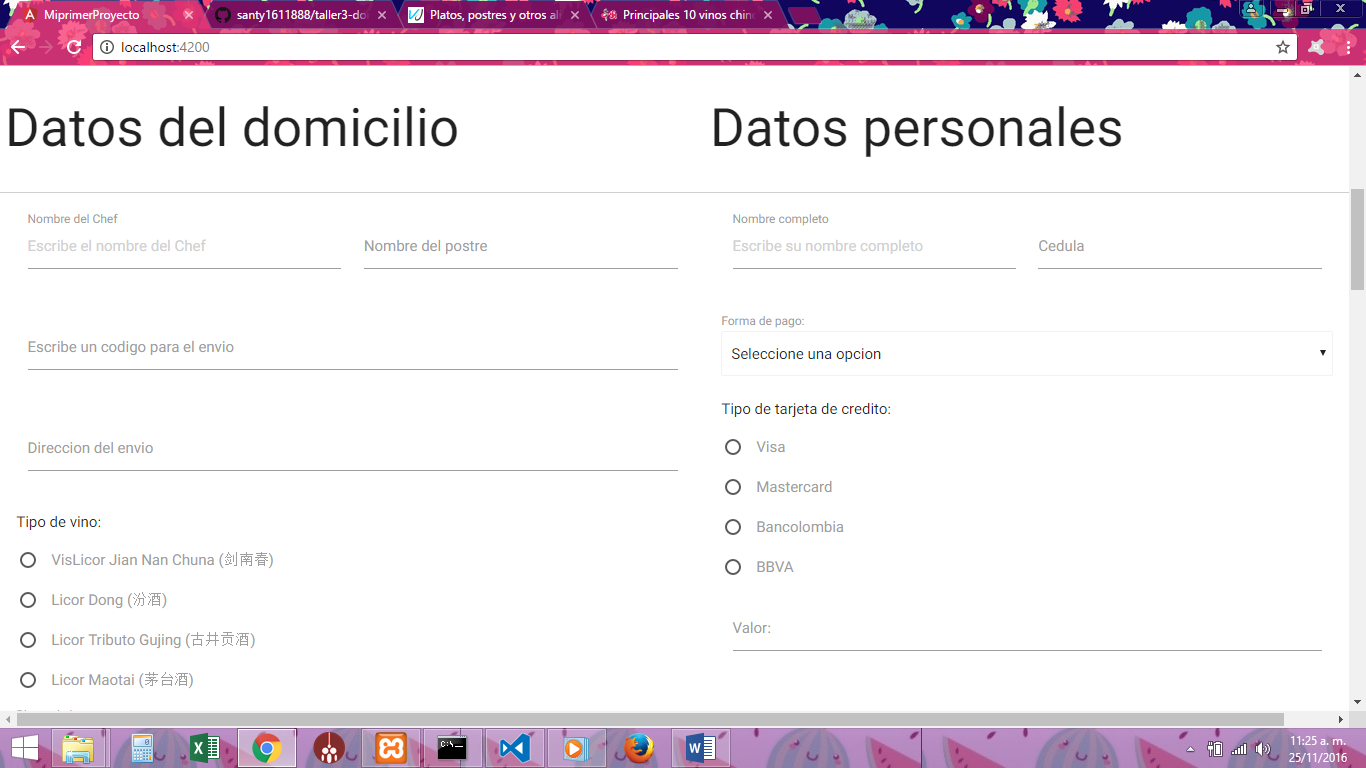 MiprimerProyecto
santy1611888/taller3-do
Platos, postres y otros ali
Principales 10 vinos chin
localhost:4200
Datos del domicilio
Datos personales
Nombre del Chef
Escribe el nombre del Chef
Nombre del postre
Nombre completo
Escribe su nombre completo
Cedula
Escribe un codigo para el envio
Forma de pago:
Seleccione una opcion
Direccion del envio
Tipo de tarjeta de credito:
Visa
Mastercard
Bancolombia
BBVA
Tipo de vino:
VisLicor Jian Nan Chuna (剑南春)
Licor Dong (汾酒)
Licor Tributo Gujing (古井贡酒)
Licor Maotai (茅台酒)
Valor:
C:\_
11:25 a. m.
25/11/2016